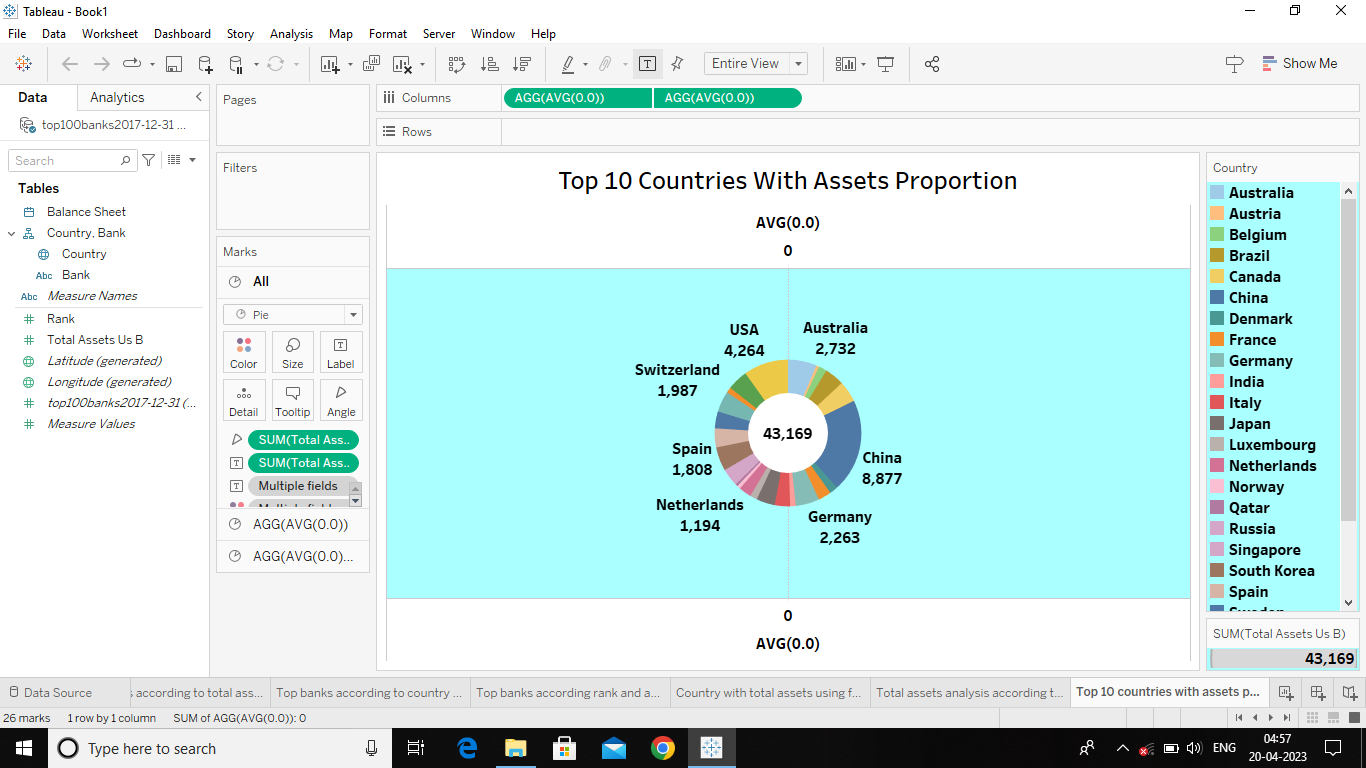 Tableau - Book1
File Data Worksheet Dashboard Story Analysis Map Format Server Window Help
Entire View
Show Me
Data Analytics
top100banks2017-12-31 ...
Search
Tables
Balance Sheet
Country, Bank
Country
Abc Bank
Abc Measure Names
Rank
Total Assets Us B
Latitude (generated)
Longitude (generated)
top100banks2017-12-31 (...
Measure Values
Pages
Filters
Marks
All
Pie
Color Size Label
Detail Tooltip Angle
SUM(Total Ass..
SUM(Total Ass..
Multiple fields
AGG(AVG(0.0))
AGG(AVG(0.0)...
Columns AGG(AVG(0.0)) AGG(AVG(0.0))
Rows
Top 10 Countries With Assets Proportion
AVG(0.0)
0
USA
4,264
Australia
2,732
Switzerland
1,987
43,169
Spain
1,808
China
8,877
Netherlands
1,194
Germany
2,263
0
AVG(0.0)
Country
Australia
Austria
Belgium
Brazil
Canada
China
Denmark
France
Germany
India
Italy
Japan
Luxembourg
Netherlands
Norway
Qatar
Russia
Singapore
South Korea
Spain
Sweden
SUM(Total Assets Us B)
43,169
Data Source s according to total ass... Top banks according to country ... Top banks according rank and a... Country with total assets using f... Total assets analysis according t... Top 10 countries with assets p...
26 marks 1 row by 1 column SUM of AGG(AVG(0.0)): 0
Type here to search
ENG
04:57
20-04-2023